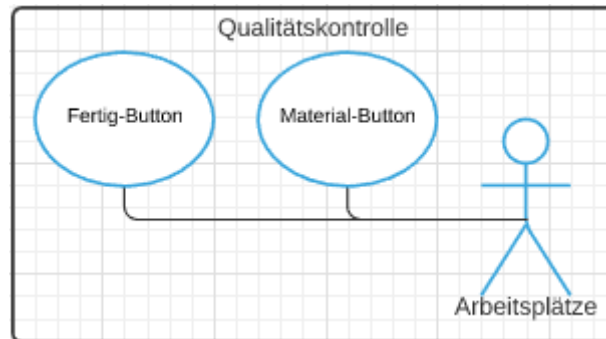 Qualitätskontrolle
Fertig-Button
Material-Button
Arbeitsplätze